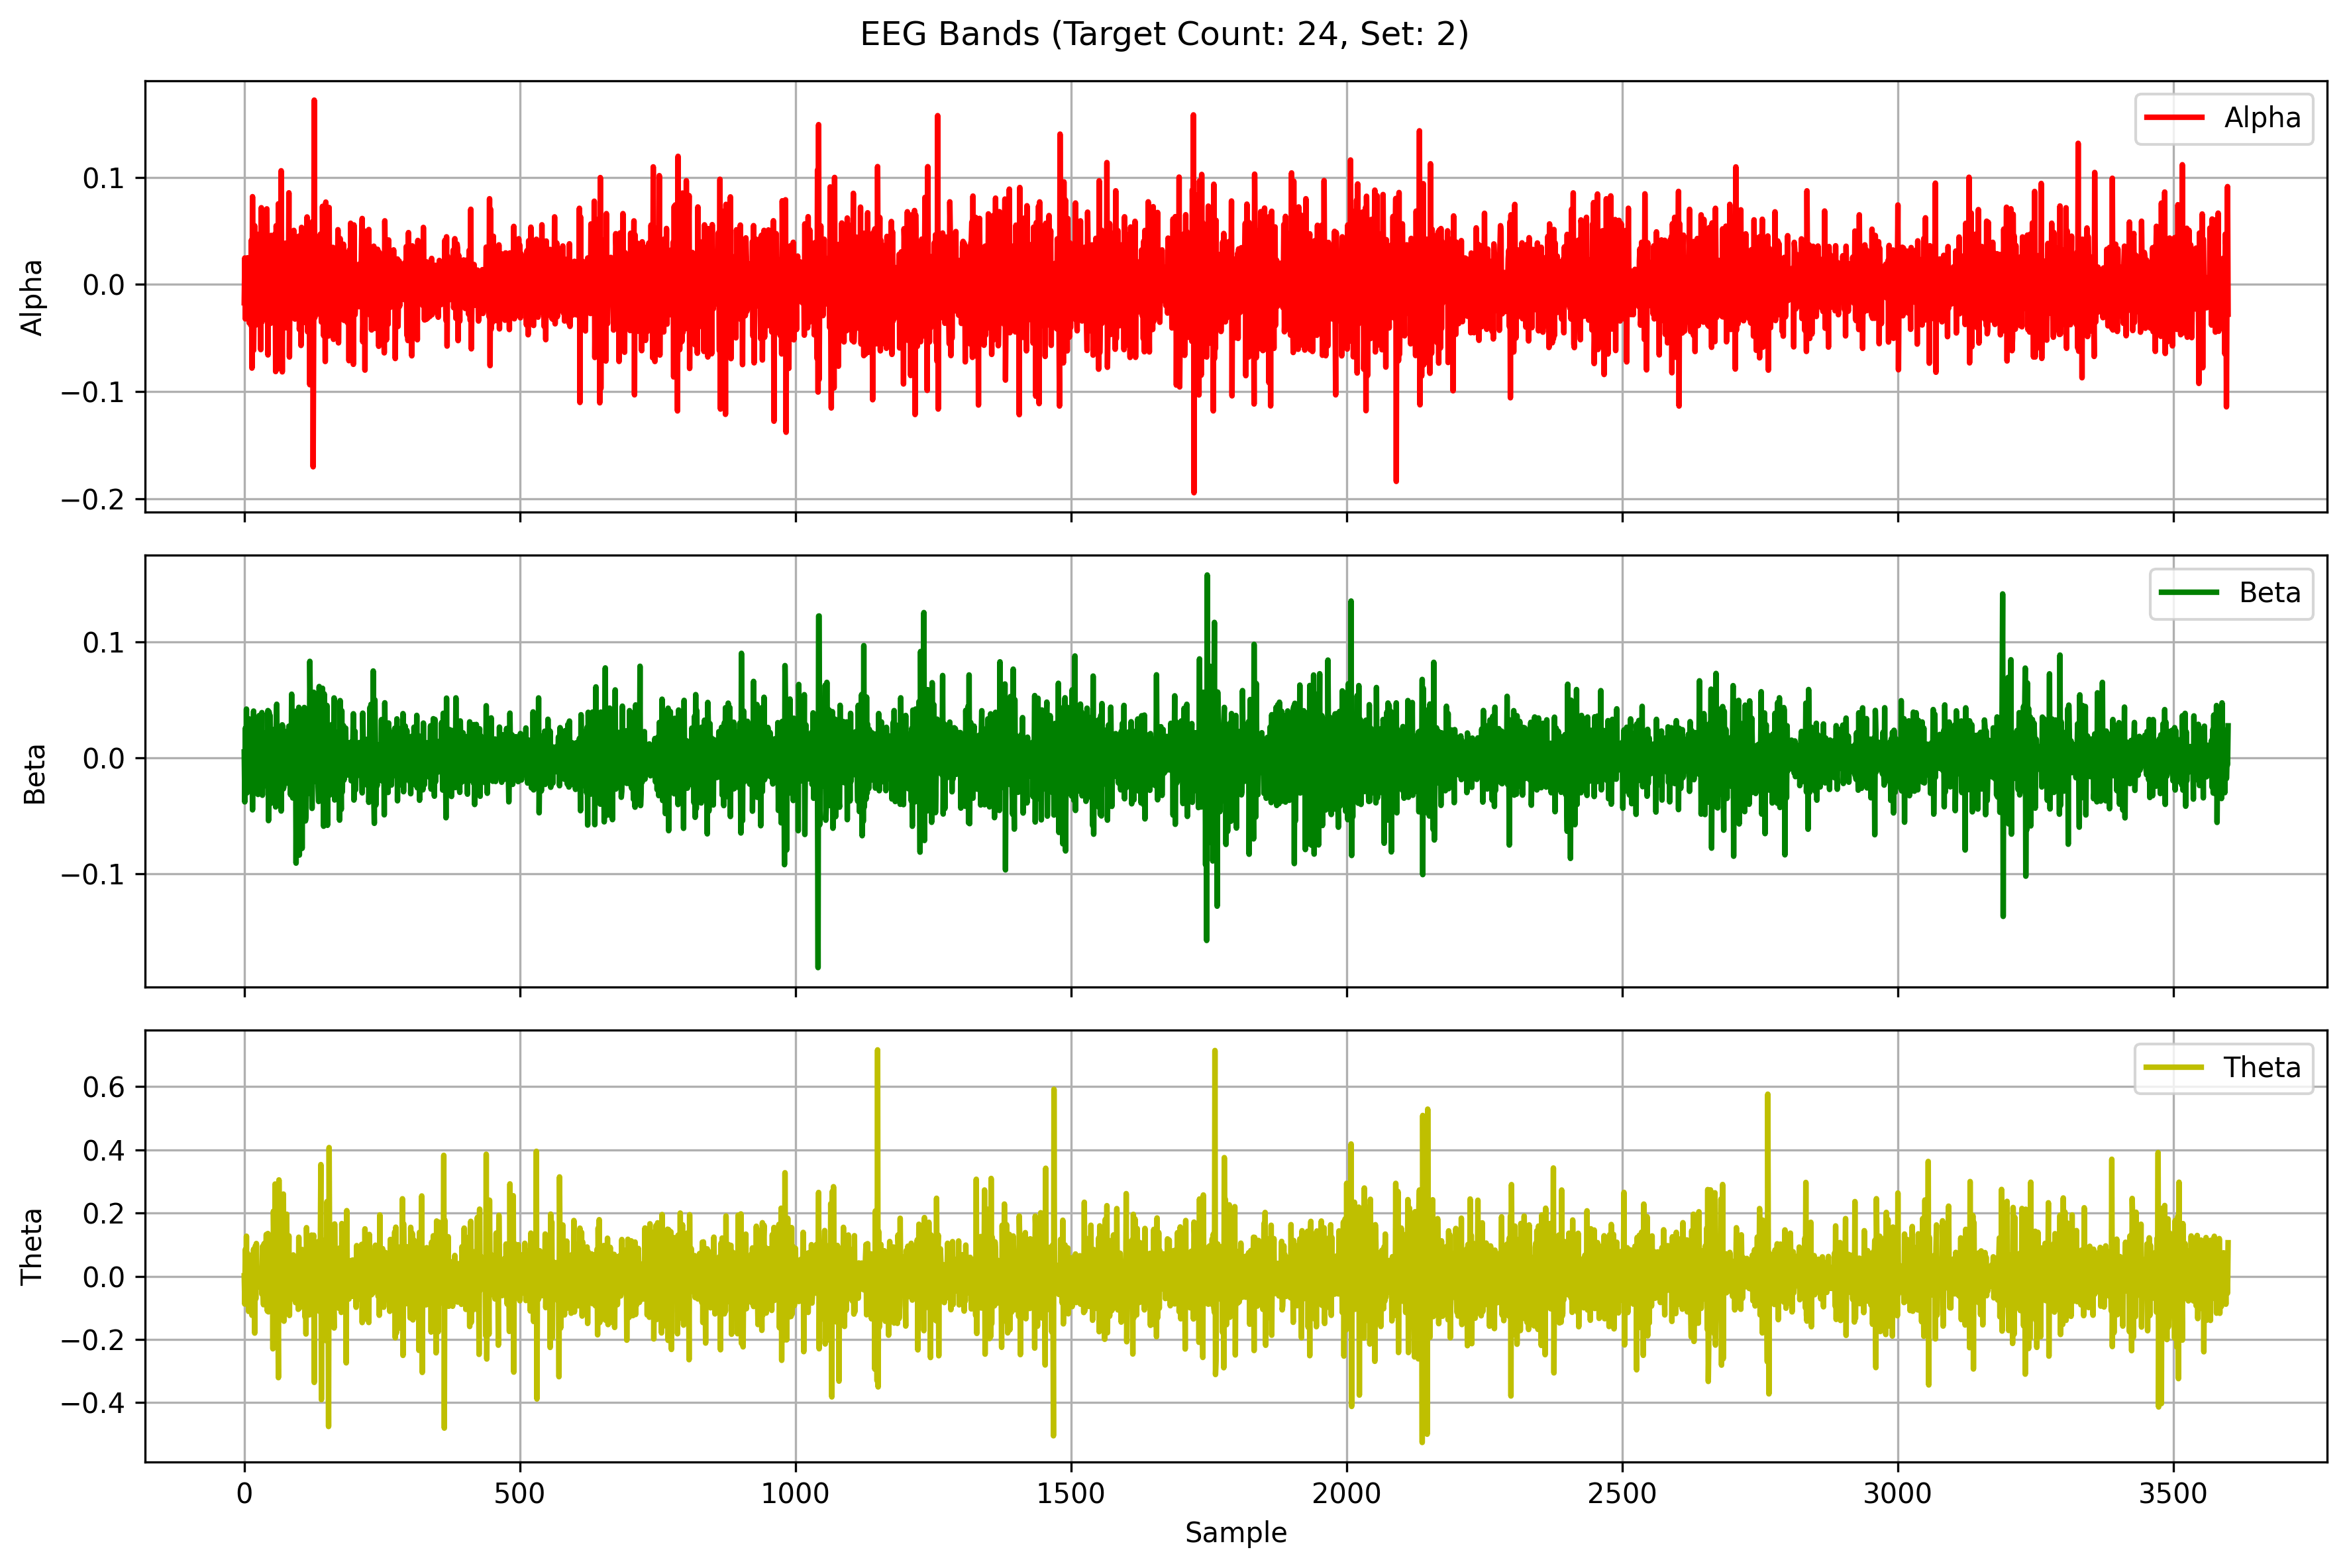 EEG Bands (Target Count: 24, Set: 2)
Alpha
0.1
0.0
−0.1
−0.2
Alpha
Beta
0.1
0.0
−0.1
Beta
Theta
0.6
0.4
0.2
0.0
−0.2
−0.4
Theta
0 500 1000 1500 2000 2500 3000 3500
Sample